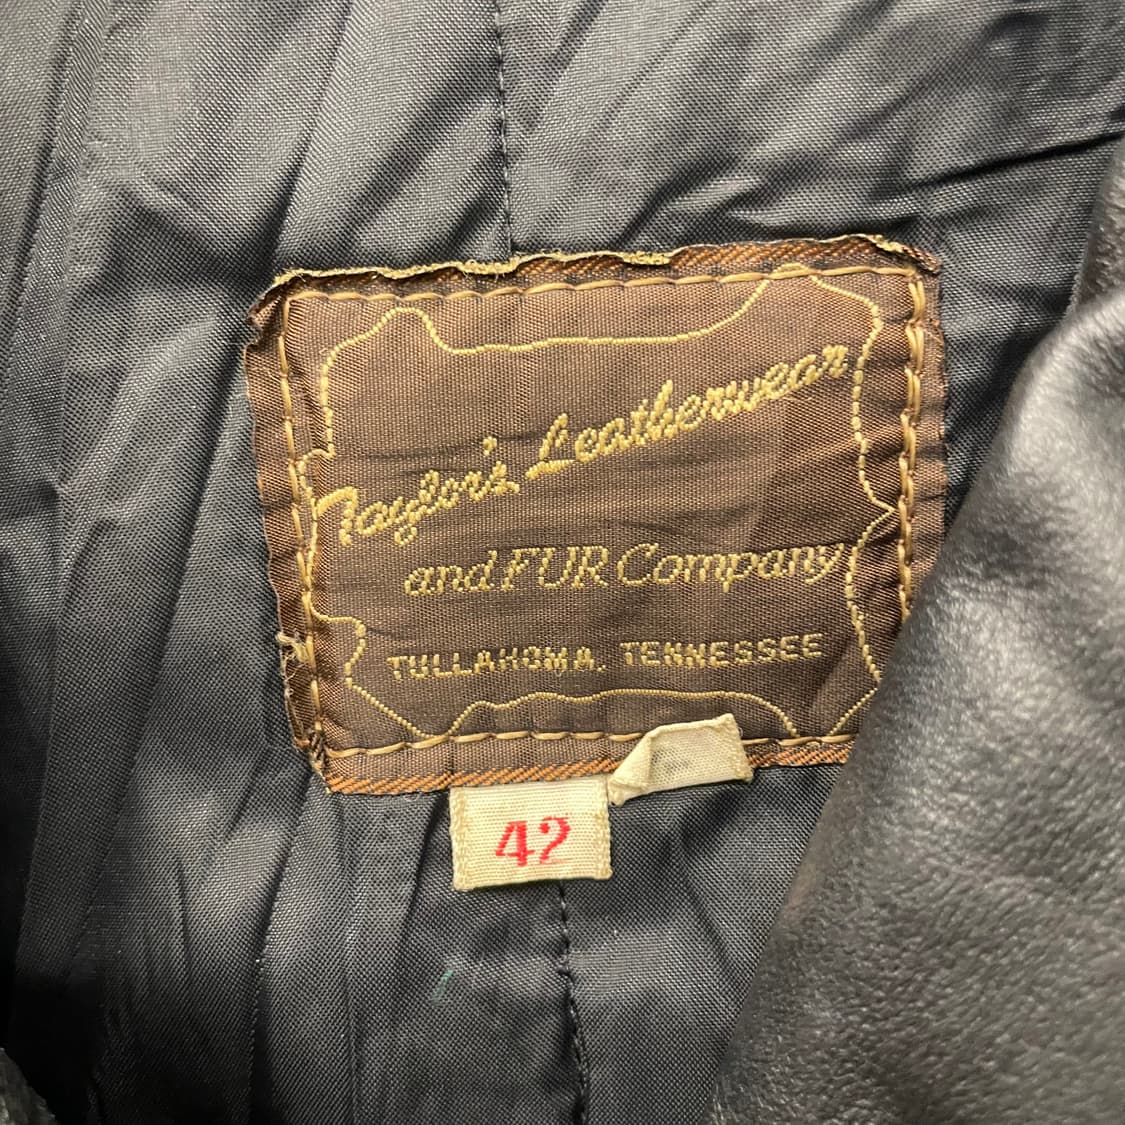 Taylor's Leatherwear
and FUR Company
TULLAHOMA, TENNESSEE
42